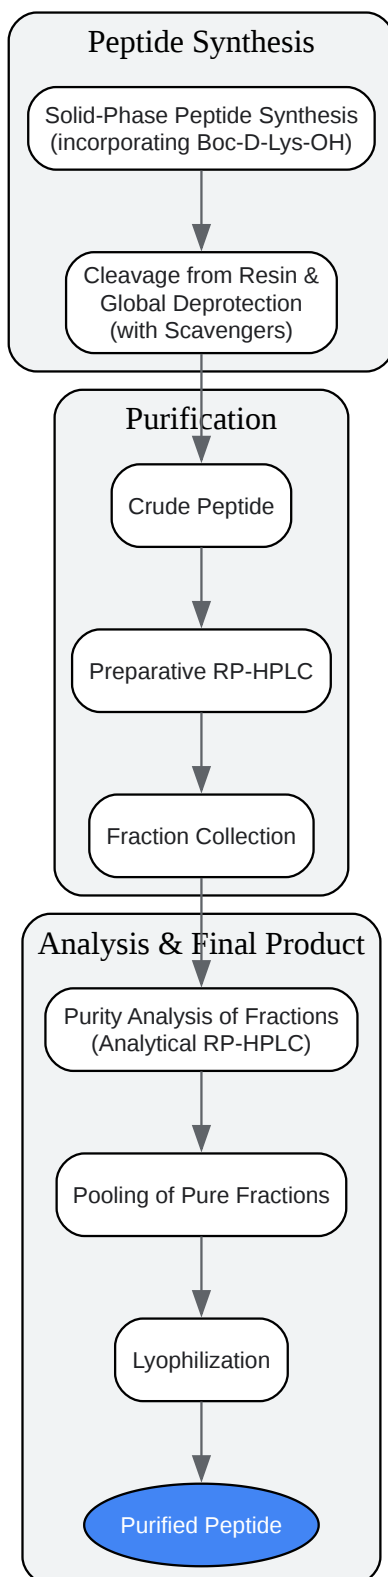 Peptide Synthesis
Solid-Phase Peptide Synthesis
(incorporating Boc-D-Lys-OH)
Cleavage from Resin &
Global Deprotection
(with Scavengers)
Purification
Crude Peptide
Preparative RP-HPLC
Fraction Collection
Analysis & Final Product
Purity Analysis of Fractions
(Analytical RP-HPLC)
Pooling of Pure Fractions
Lyophilization
Purified Peptide